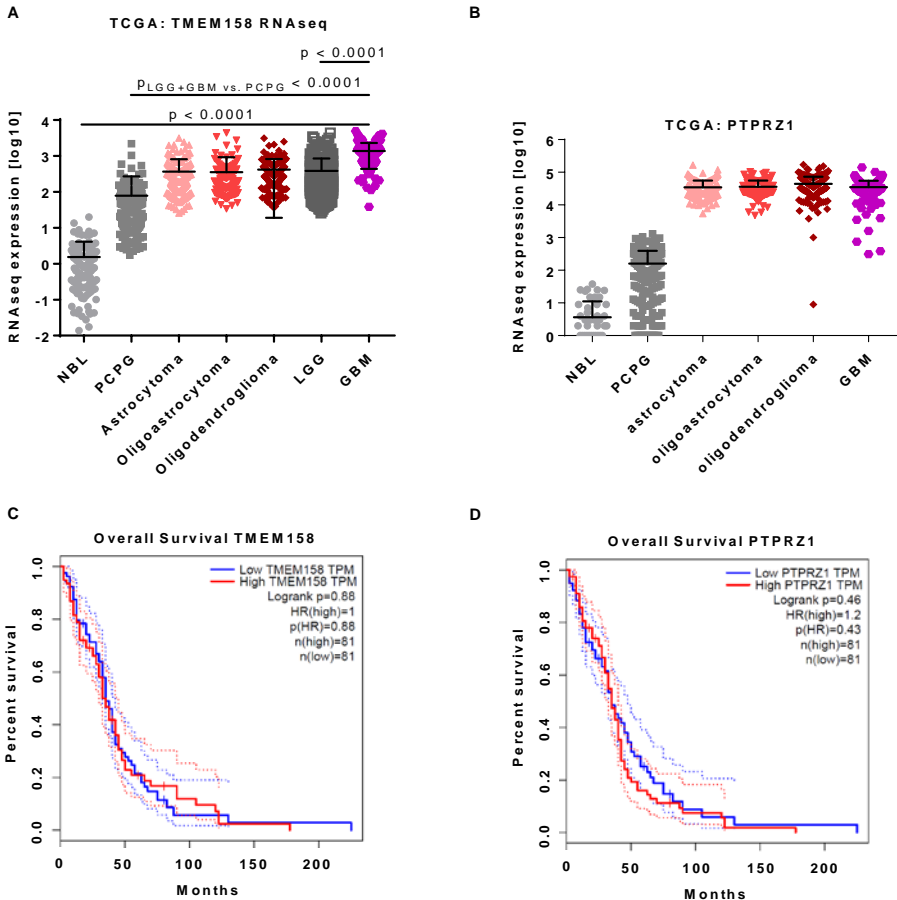 A
TCGA: TMEM158 RNAseq
p < 0.0001
pLGG+GBM vs. PCPG < 0.0001
p < 0.0001
RNAseq expression [log10]
4
3
2
1
0
-1
-2
NBL
PCPG
Astrocytoma
Oligoastrocytoma
Oligodendroglioma
LGG
GBM
B
TCGA: PTPRZ1
RNAseq expression [log10]
6
5
4
3
2
1
0
NBL
PCPG
astrocytoma
oligoastrocytoma
oligodendroglioma
GBM
C
Overall Survival TMEM158
Low TMEM158 TPM
High TMEM158 TPM
Logrank p=0.88
HR(high)=1
p(HR)=0.88
n(high)=81
n(low)=81
Percent survival
1.0
0.8
0.6
0.4
0.2
0.0
0 50 100 150 200
Months
D
Overall Survival PTPRZ1
Low PTPRZ1 TPM
High PTPRZ1 TPM
Logrank p=0.46
HR(high)=1.2
p(HR)=0.43
n(high)=81
n(low)=81
Percent survival
1.0
0.8
0.6
0.4
0.2
0.0
0 50 100 150 200
Months